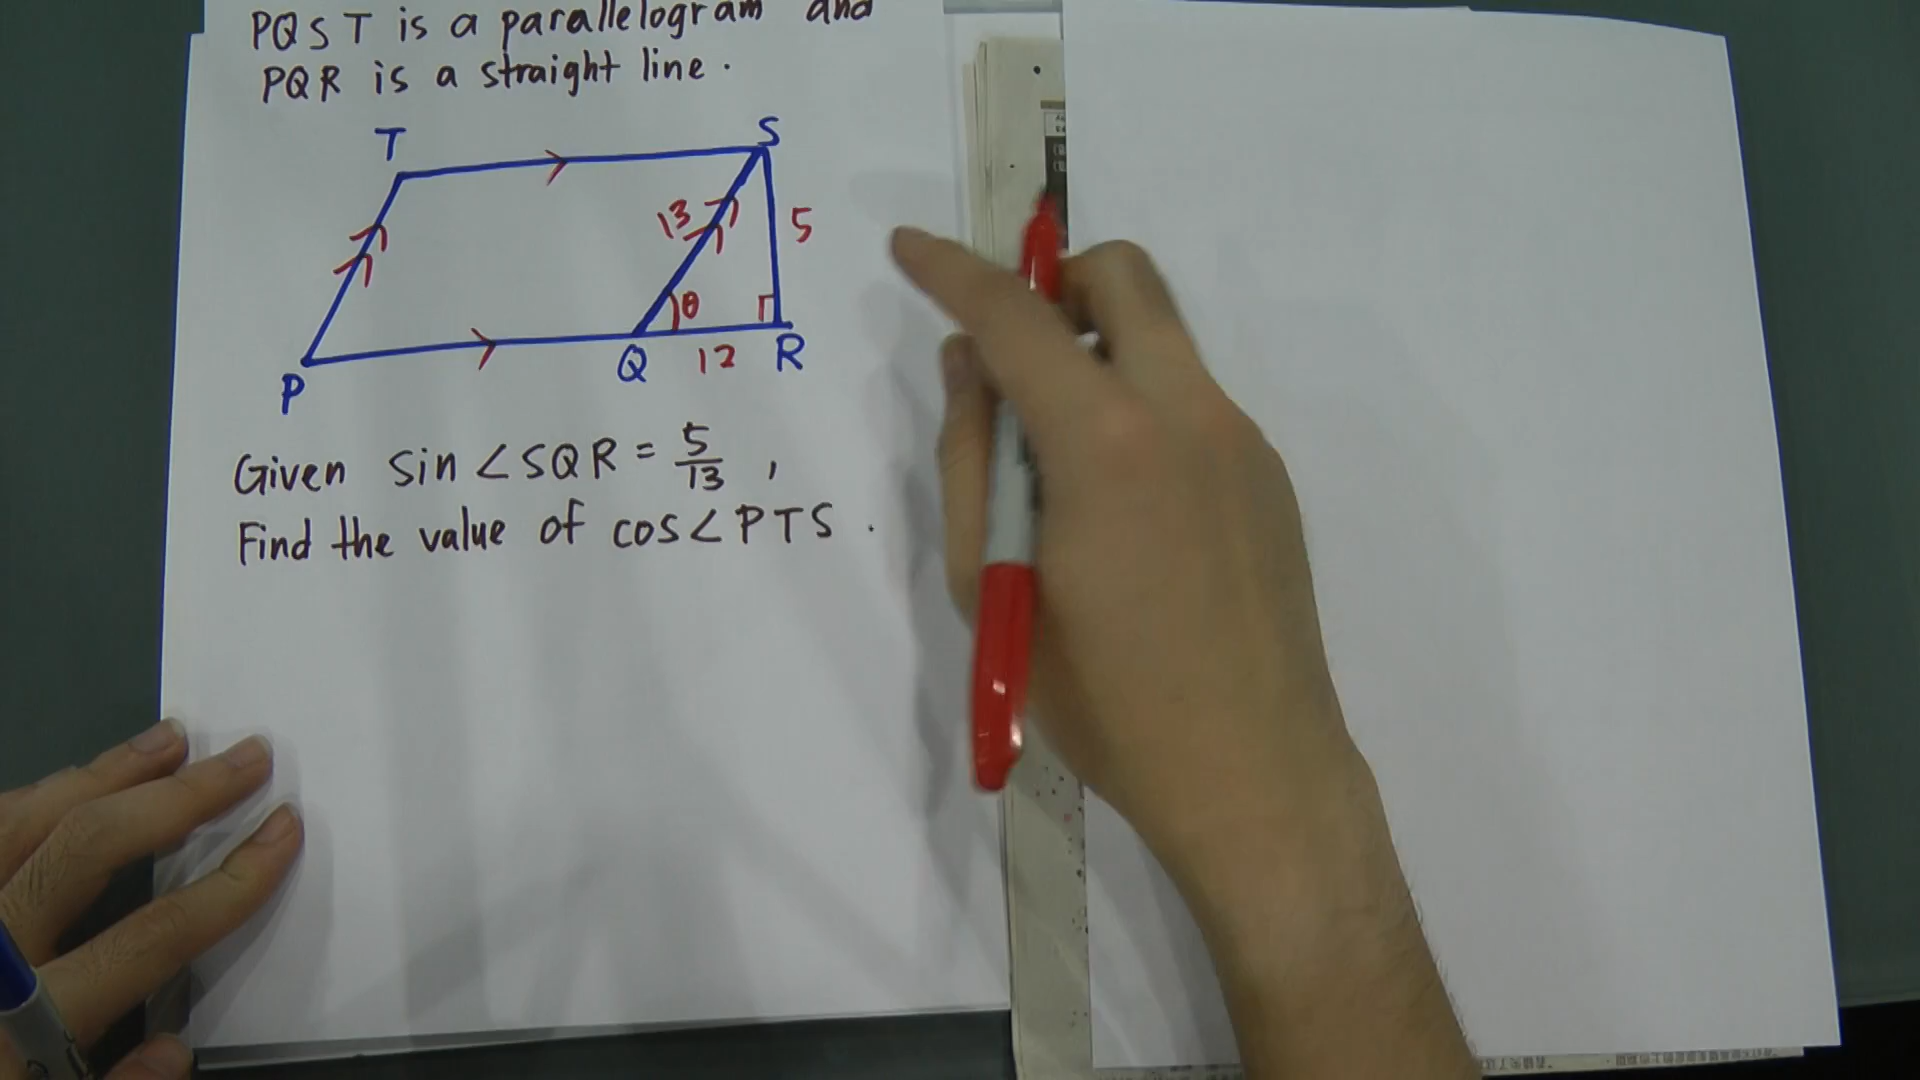 PQST is a parallelogram and
PQR is a straight line.
T
S
13
5
θ
P
Q
12
R
Given sin∠SQR = 5/13 ,
Find the value of cos∠PTS .